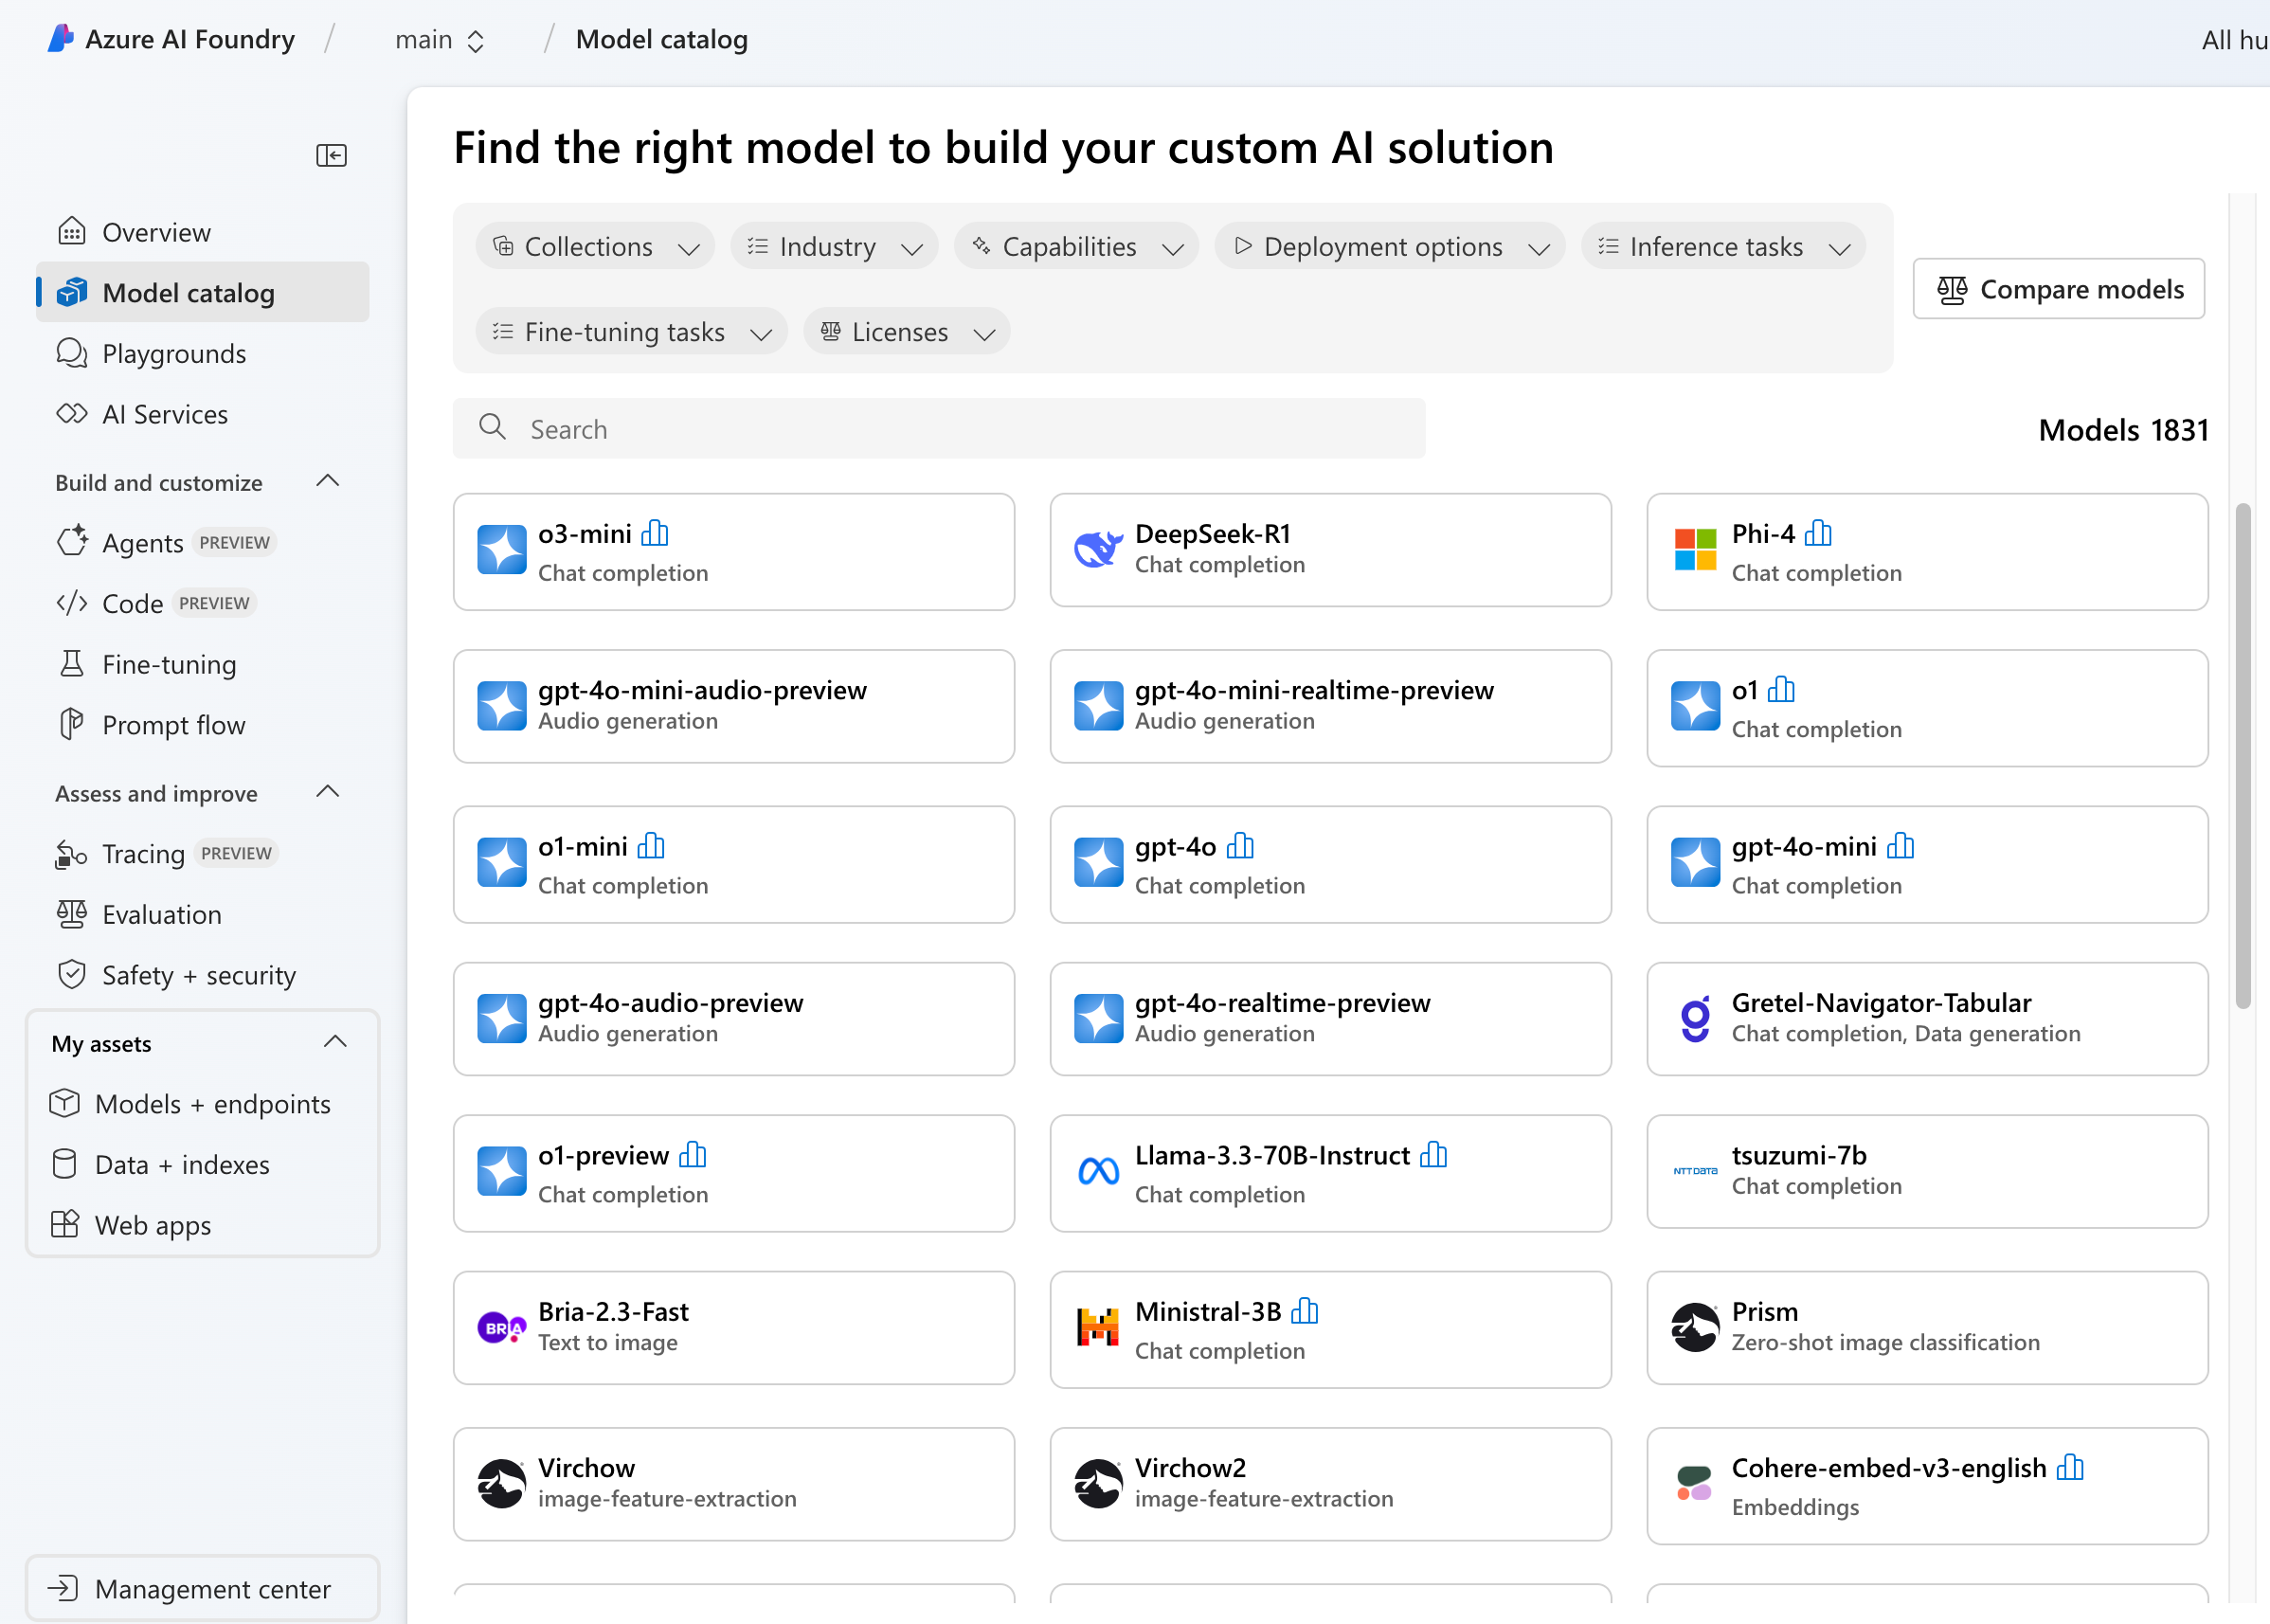 Azure AI Foundry / main / Model catalog
All hu
Overview
Model catalog
Playgrounds
AI Services
Build and customize
Agents PREVIEW
Code PREVIEW
Fine-tuning
Prompt flow
Assess and improve
Tracing PREVIEW
Evaluation
Safety + security
My assets
Models + endpoints
Data + indexes
Web apps
Management center
Find the right model to build your custom AI solution
Collections Industry Capabilities Deployment options Inference tasks
Fine-tuning tasks Licenses
Compare models
Search
Models 1831
o3-mini
Chat completion
DeepSeek-R1
Chat completion
Phi-4
Chat completion
gpt-4o-mini-audio-preview
Audio generation
gpt-4o-mini-realtime-preview
Audio generation
o1
Chat completion
o1-mini
Chat completion
gpt-4o
Chat completion
gpt-4o-mini
Chat completion
gpt-4o-audio-preview
Audio generation
gpt-4o-realtime-preview
Audio generation
Gretel-Navigator-Tabular
Chat completion, Data generation
o1-preview
Chat completion
Llama-3.3-70B-Instruct
Chat completion
NTT DATA
tsuzumi-7b
Chat completion
BRIA
Bria-2.3-Fast
Text to image
Ministral-3B
Chat completion
Prism
Zero-shot image classification
Virchow
image-feature-extraction
Virchow2
image-feature-extraction
Cohere-embed-v3-english
Embeddings